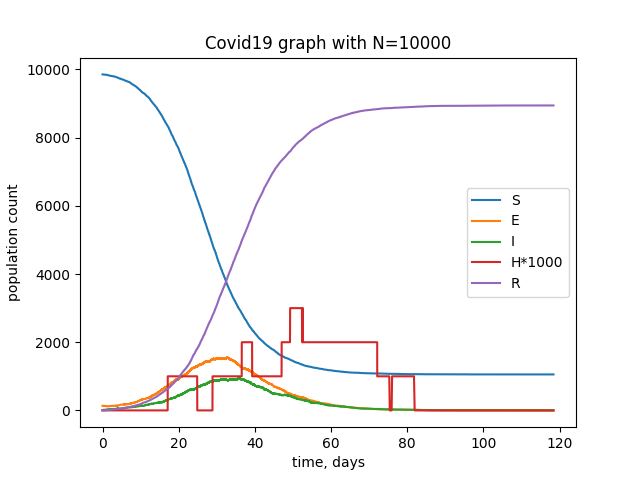 Covid19 graph with N=10000
population count
10000
8000
6000
4000
2000
0
S
E
I
H*1000
R
0 20 40 60 80 100 120
time, days